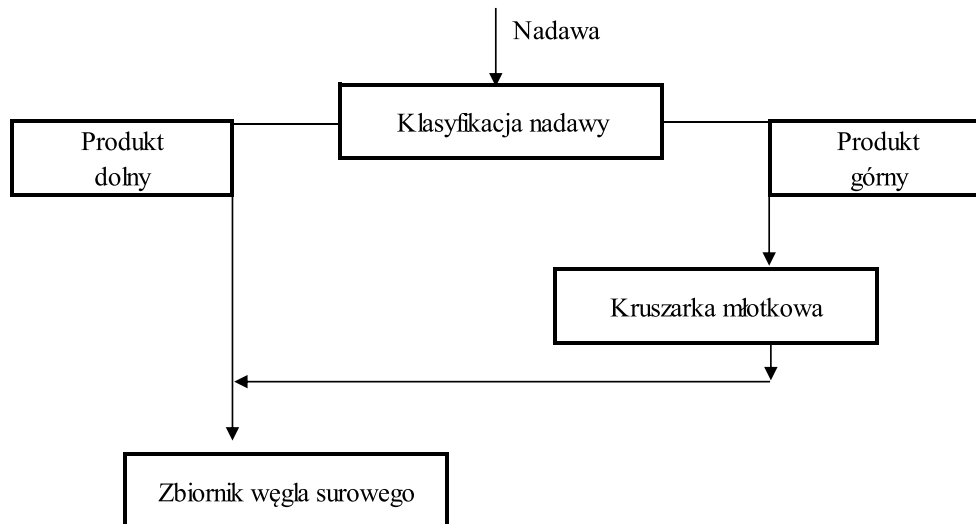 Nadawa
Klasyfikacja nadawy
Produkt
dolny
Produkt
górny
Kruszarka młotkowa
Zbiornik węgla surowego